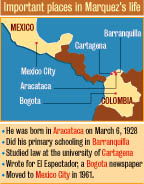 Important places in Marquez's life
MEXICO
Barranquilla
Cartagena
Mexico City
Aracataca
Bogota
COLOMBIA
• He was born in Aracataca on March 6, 1928
• Did his primary schooling in Barranquilla
• Studied law at the university of Cartagena
• Wrote for El Espectador, a Bogota newspaper
• Moved to Mexico City in 1961.